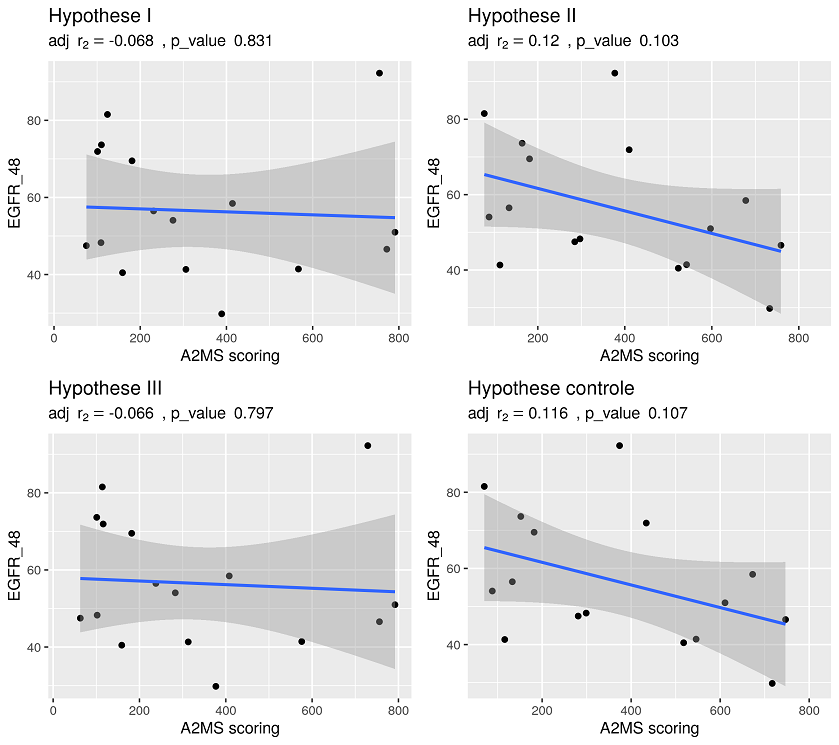 Hypothese I
adj r₂ = -0.068 , p_value 0.831
EGFR_48
80
60
40
0 200 400 600 800
A2MS scoring
Hypothese II
adj r₂ = 0.12 , p_value 0.103
EGFR_48
80
60
40
200 400 600 800
A2MS scoring
Hypothese III
adj r₂ = -0.066 , p_value 0.797
EGFR_48
80
60
40
0 200 400 600 800
A2MS scoring
Hypothese controle
adj r₂ = 0.116 , p_value 0.107
EGFR_48
80
60
40
200 400 600 800
A2MS scoring